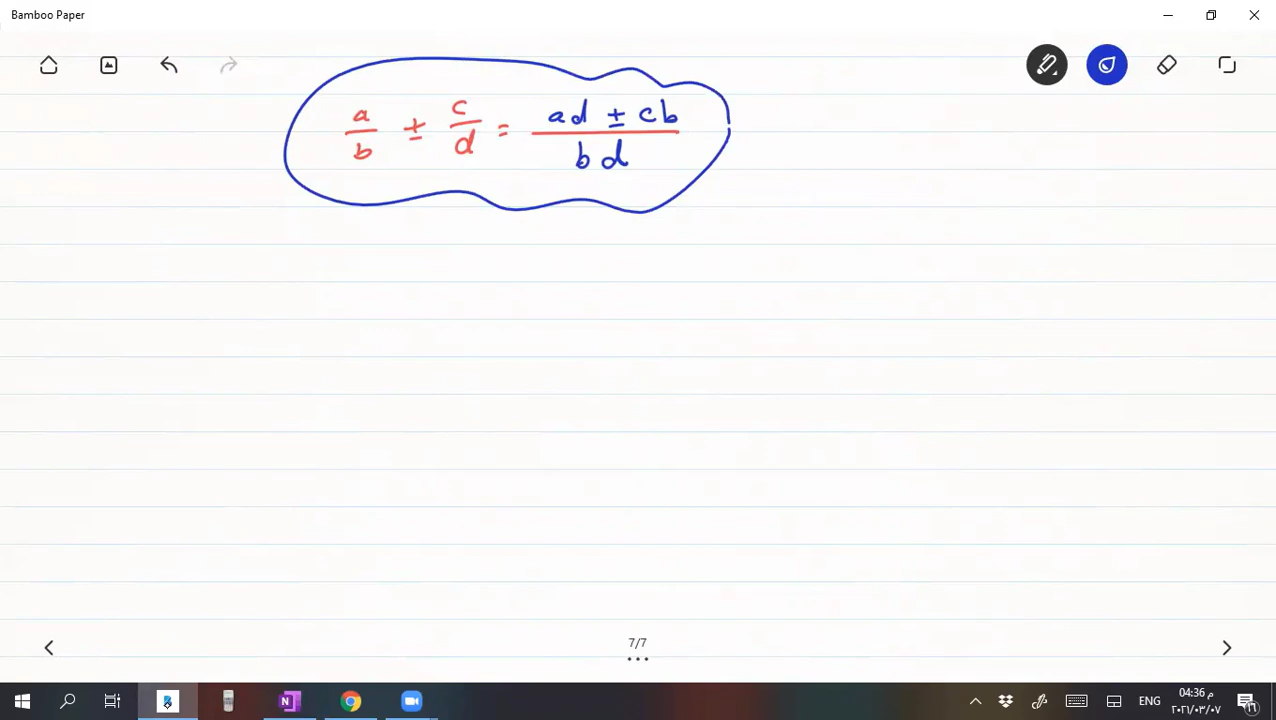 Bamboo Paper
a/b ± c/d = (ad ± cb)/(bd)
7/7
ENG
04:36 م
٢٠٢١/٠٣/٠٧